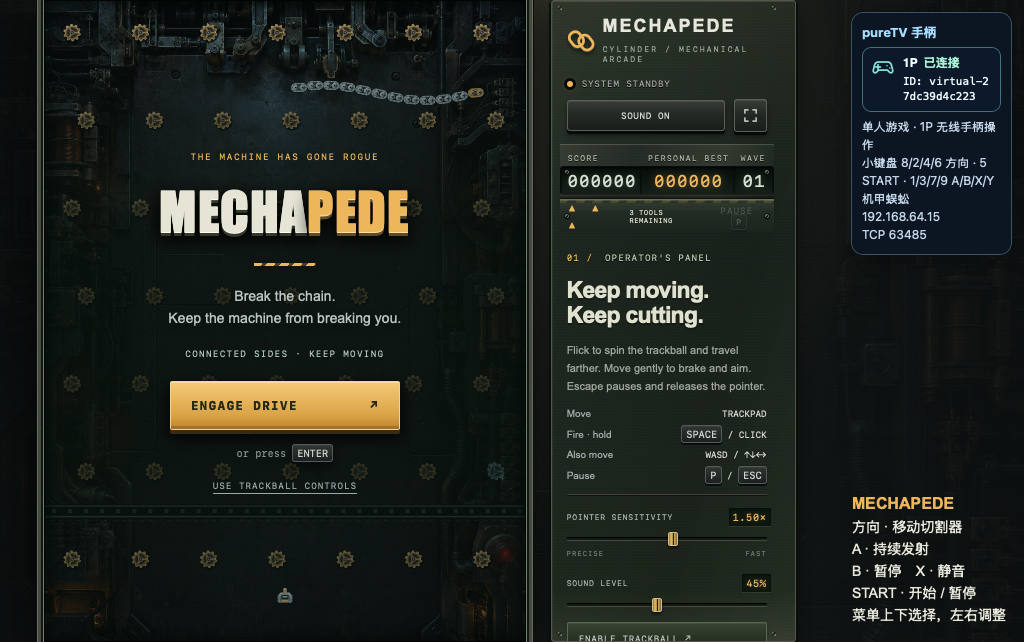 THE MACHINE HAS GONE ROGUE
MECHAPEDE
Break the chain.
Keep the machine from breaking you.
CONNECTED SIDES · KEEP MOVING
ENGAGE DRIVE ↗
or press ENTER
USE TRACKBALL CONTROLS
MECHAPEDE
CYLINDER / MECHANICAL
ARCADE
SYSTEM STANDBY
SOUND ON
SCORE PERSONAL BEST WAVE
000000 000000 01
3 TOOLS
REMAINING
PAUSE
P
01 / OPERATOR'S PANEL
Keep moving.
Keep cutting.
Flick to spin the trackball and travel
farther. Move gently to brake and aim.
Escape pauses and releases the pointer.
Move TRACKPAD
Fire · hold SPACE / CLICK
Also move WASD / ↑↓↔
Pause P / ESC
POINTER SENSITIVITY 1.50×
PRECISE FAST
SOUND LEVEL 45%
ENABLE TRACKBALL ↗
pureTV 手柄
1P 已连接
ID: virtual-2
7dc39d4c223
单人游戏 · 1P 无线手柄操
作
小键盘 8/2/4/6 方向 · 5
START · 1/3/7/9 A/B/X/Y
机甲蜈蚣
192.168.64.15
TCP 63485
MECHAPEDE
方向 · 移动切割器
A · 持续发射
B · 暂停 X · 静音
START · 开始 / 暂停
菜单上下选择，左右调整